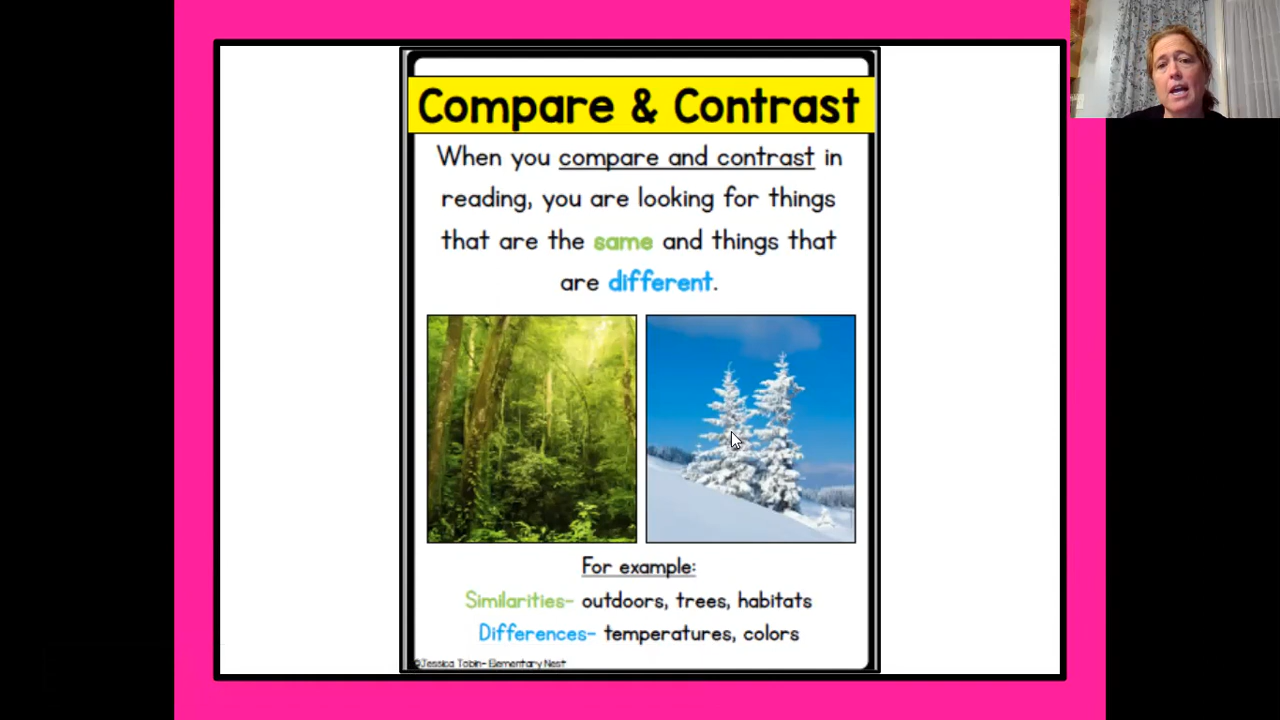 Compare & Contrast
When you compare and contrast in
reading, you are looking for things
that are the same and things that
are different.
For example:
Similarities- outdoors, trees, habitats
Differences- temperatures, colors
©Jessica Tobin- Elementary Nest